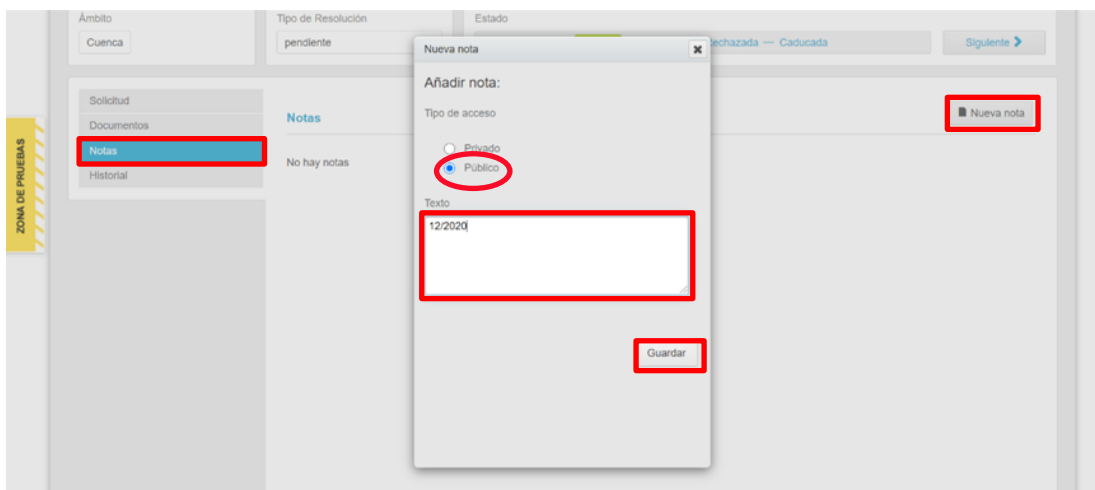 Ámbito
Cuenca
Tipo de Resolución
pendiente
Estado
Rechazada — Caducada
Siguiente
ZONA DE PRUEBAS
Solicitud
Documentos
Notas
Historial
Notas
No hay notas
Nueva nota
Nueva nota
Añadir nota:
Tipo de acceso
Privado
Público
Texto
12/2020
Guardar